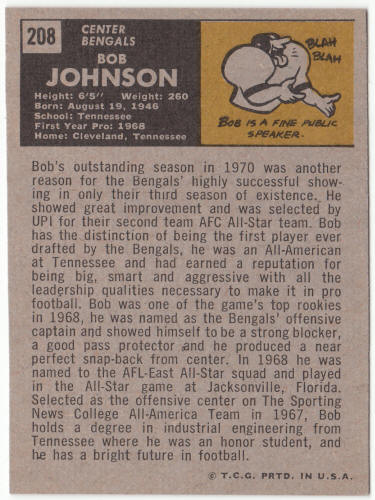 208
CENTER
BENGALS
BOB
JOHNSON
Height: 6'5" Weight: 260
Born: August 19, 1946
School: Tennessee
First Year Pro: 1968
Home: Cleveland, Tennessee
BLAH
BLAH
BOB IS A FINE PUBLIC
SPEAKER.
Bob's outstanding season in 1970 was another
reason for the Bengals' highly successful show-
ing in only their third season of existence. He
showed great improvement and was selected by
UPI for their second team AFC All-Star team. Bob
has the distinction of being the first player ever
drafted by the Bengals, he was an All-American
at Tennessee and had earned a reputation for
being big, smart and aggressive with all the
leadership qualities necessary to make it in pro
football. Bob was one of the game's top rookies
in 1968, he was named as the Bengals' offensive
captain and showed himself to be a strong blocker,
a good pass protector and he produced a near
perfect snap-back from center. In 1968 he was
named to the AFL-East All-Star squad and played
in the All-Star game at Jacksonville, Florida.
Selected as the offensive center on The Sporting
News College All-America Team in 1967, Bob
holds a degree in industrial engineering from
Tennessee where he was an honor student, and
he has a bright future in football.
© T.C.G. PRTD. IN U.S.A.